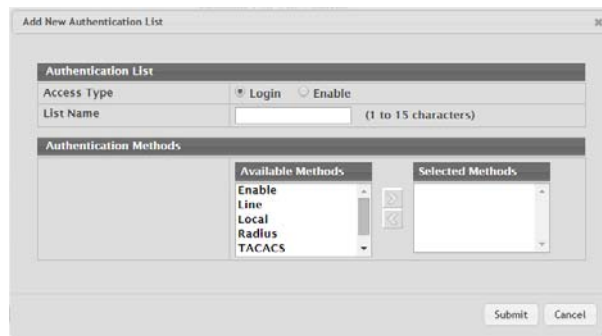 Add New Authentication List
Authentication List
Access Type Login Enable
List Name (1 to 15 characters)
Authentication Methods
Available Methods Selected Methods
Enable
Line
Local
Radius
TACACS
Submit Cancel